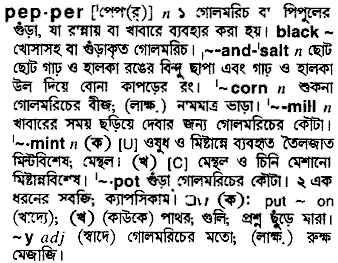 pep·per [ˈপেপা(র্)] n ১ গোলমরিচ বা পিপুলের
গুঁড়া, যা রান্নায় বা খাবারে ব্যবহার করা হয়। black ~
খোসাসহ বা গুঁড়াকৃত গোলমরিচ। ˌ~-and-ˈsalt n ছোট
ছোট গাঢ় ও হালকা রঙের বিন্দু ছাপা এবং গাঢ় ও হালকা
উল দিয়ে বোনা কাপড়ের রং। ˈ~-corn n শুকনা
গোলমরিচের বীজ; (লাক্ষ.) নামমাত্র ভাড়া। ˈ~-mill n
খাবারের সময় ছড়িয়ে দেবার জন্য গোলমরিচের কৌটা।
ˈ~·mint n (ক) [U] ওষুধ ও মিষ্টান্নে ব্যবহৃত তৈলজাত
মিন্টবিশেষ; মেন্থল। (খ) [C] মেন্থল ও চিনি মেশানো
মিষ্টান্নবিশেষ। ˈ~·pot গুঁড়া গোলমরিচের কৌটা। ২ এক
ধরনের সবজি; ক্যাপসিকাম। □vt (ক): put ~ on
(খাদ্যে); (খ) (কাউকে) পাথর; গুলি; প্রশ্ন ছুঁড়ে মারা।
~y adj (স্বাদে) গোলমরিচের মতো; (লাক্ষ.) রুক্ষ
মেজাজি।